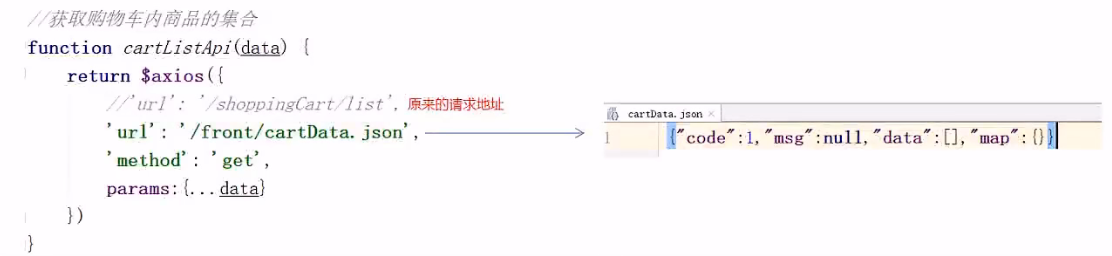 //获取购物车内商品的集合
function cartListApi(data) {
return $axios({
//'url': '/shoppingCart/list', 原来的请求地址
'url': '/front/cartData.json',
'method': 'get',
params:{...data}
})
}
cartData.json ×
1 {"code":1,"msg":null,"data":[],"map":{}}